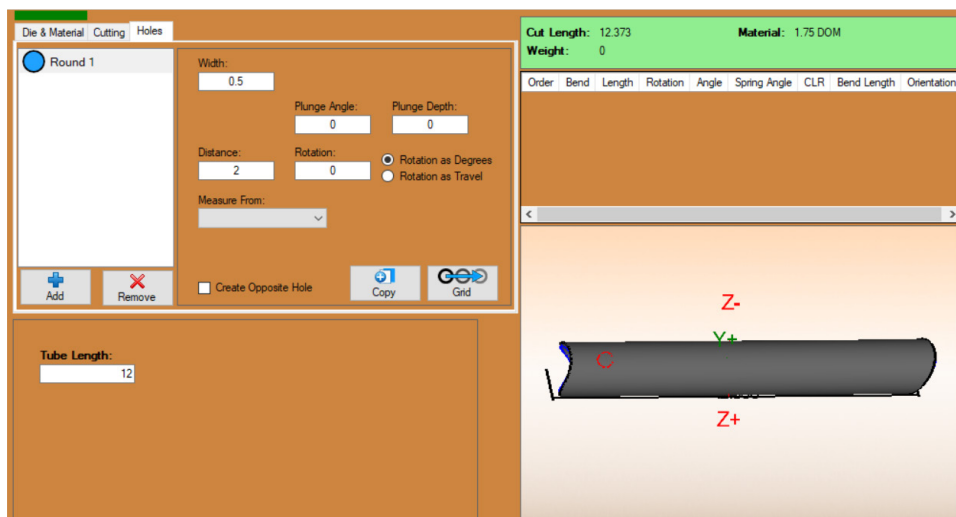 Die & Material Cutting Holes
Round 1
Width:
0.5
Plunge Angle: Plunge Depth:
0 0
Distance: Rotation:
2 0
Rotation as Degrees
Rotation as Travel
Measure From:
Create Opposite Hole
Add Remove
Copy Grid
Tube Length:
12
Cut Length: 12.373 Material: 1.75 DOM
Weight: 0
Order Bend Length Rotation Angle Spring Angle CLR Bend Length Orientation
Z-
Y+
Z+